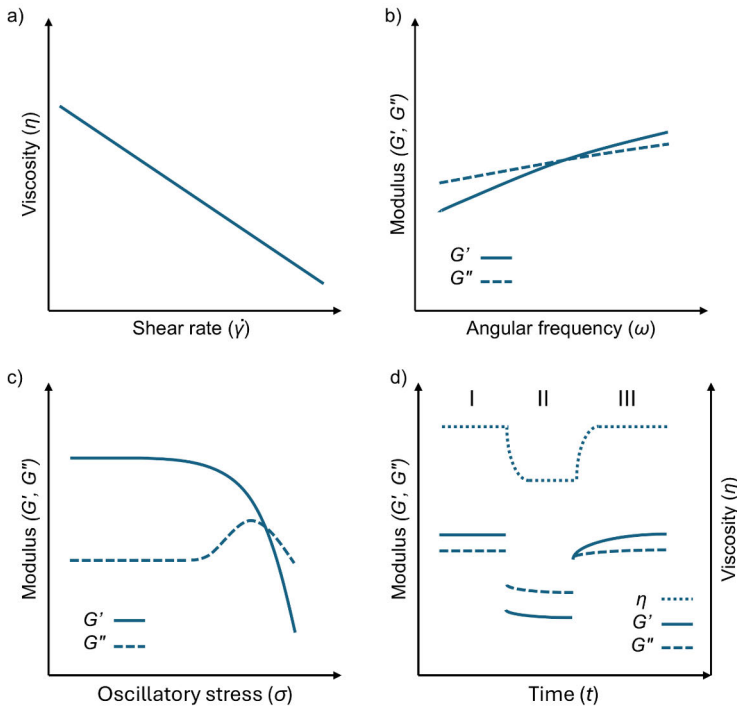 a)
Viscosity (η)
Shear rate (γ̇)
b)
Modulus (G', G")
G'
G"
Angular frequency (ω)
c)
Modulus (G', G")
G'
G"
Oscillatory stress (σ)
d)
I II III
Modulus (G', G")
Viscosity (η)
η
G'
G"
Time (t)